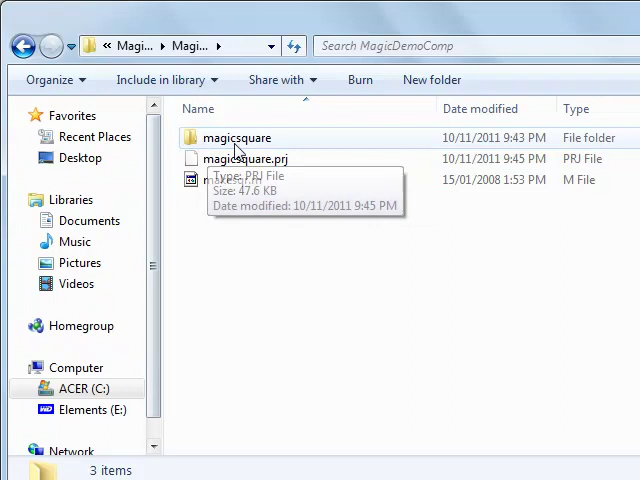 « Magi... Magi... Search MagicDemoComp
Organize Include in library Share with Burn New folder
Name Date modified Type
Favorites
Recent Places
Desktop
Libraries
Documents
Music
Pictures
Videos
Homegroup
Computer
ACER (C:)
Elements (E:)
Network
magicsquare 10/11/2011 9:43 PM File folder
magicsquare.prj 10/11/2011 9:45 PM PRJ File
15/01/2008 1:53 PM M File
Type: PRJ File
Size: 47.6 KB
Date modified: 10/11/2011 9:45 PM
3 items